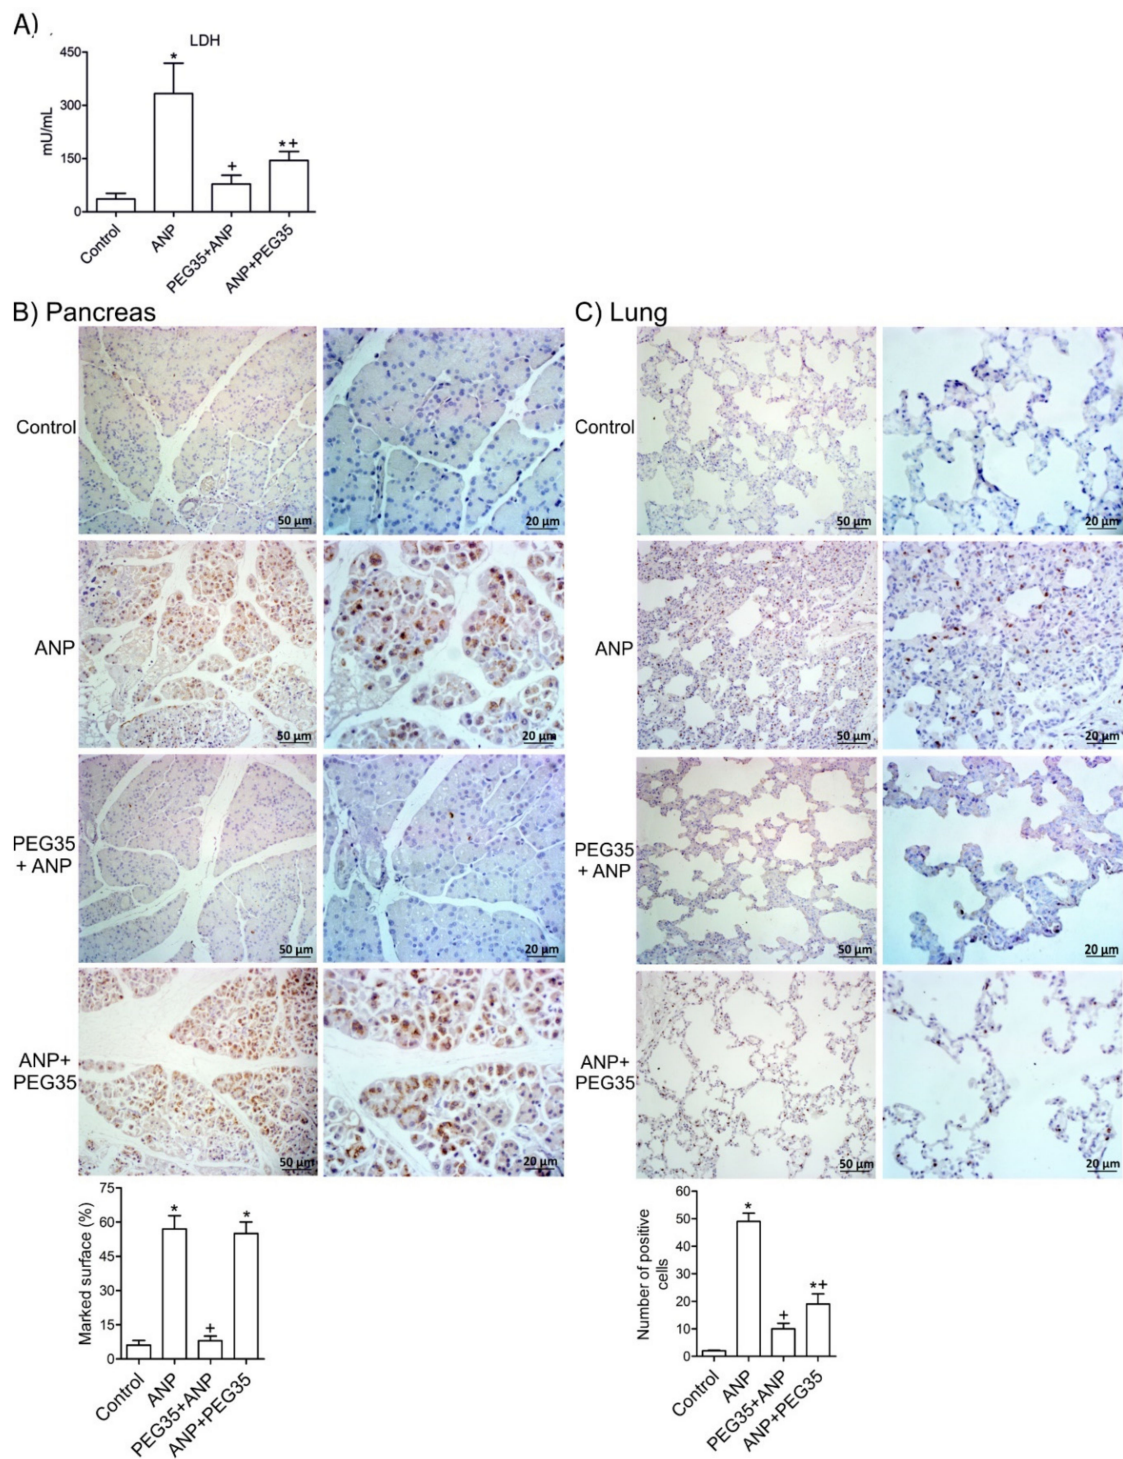 A)
LDH
mU/mL
450
300
150
0
*
+
*+
Control
ANP
PEG35+ANP
ANP+PEG35
B) Pancreas
C) Lung
Control
50 µm
20 µm
Control
50 µm
20 µm
ANP
50 µm
20 µm
ANP
50 µm
20 µm
PEG35
+ ANP
50 µm
20 µm
PEG35
+ ANP
50 µm
20 µm
ANP+
PEG35
50 µm
20 µm
ANP+
PEG35
50 µm
20 µm
Marked surface (%)
75
60
45
30
15
0
*
+
*
Control
ANP
PEG35+ANP
ANP+PEG35
Number of positive
cells
60
50
40
30
20
10
0
*
+
*+
Control
ANP
PEG35+ANP
ANP+PEG35